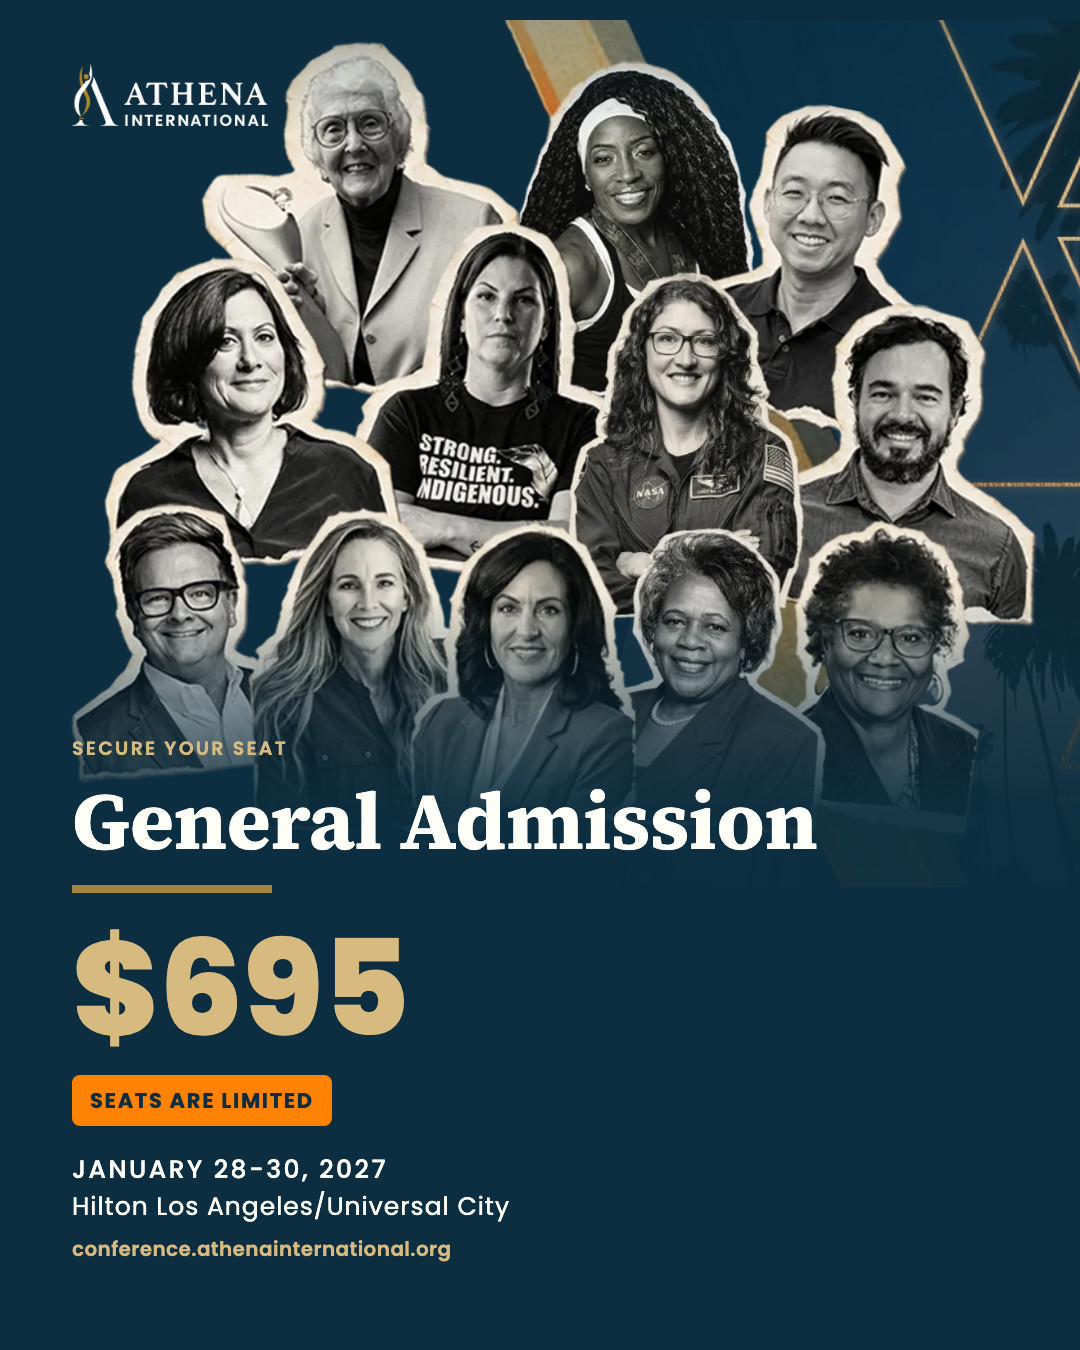 ATHENA
INTERNATIONAL
STRONG.
RESILIENT.
INDIGENOUS.
NASA
SECURE YOUR SEAT
General Admission
$695
SEATS ARE LIMITED
JANUARY 28-30, 2027
Hilton Los Angeles/Universal City
conference.athenainternational.org